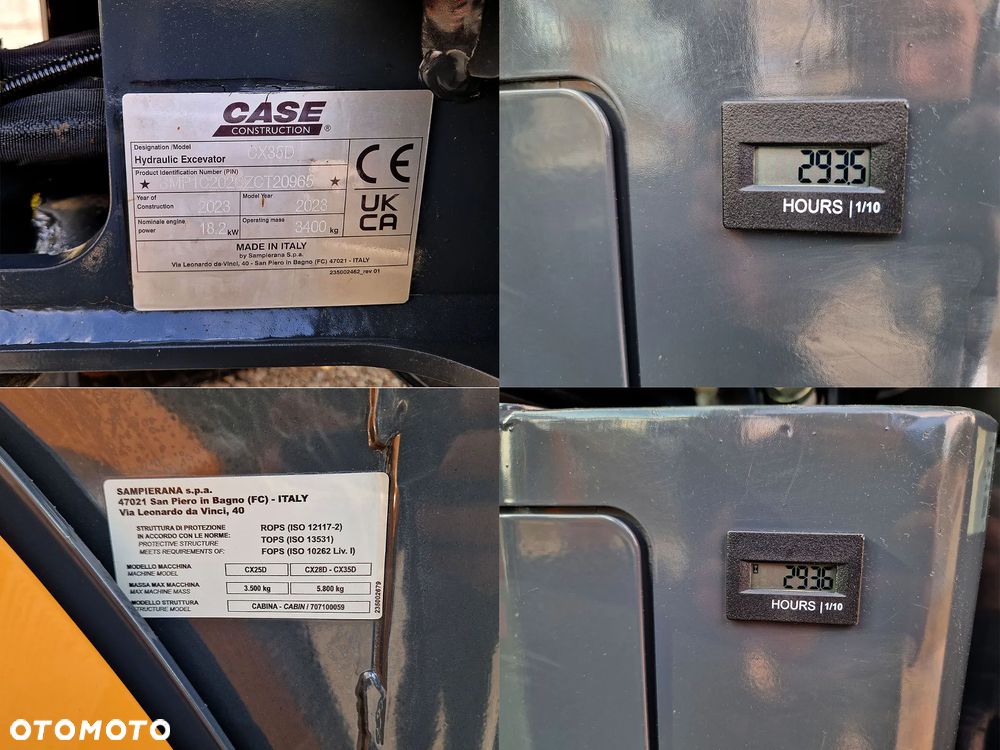 CASE
CONSTRUCTION ®
Designation /Model
Hydraulic Excevator CX35D
Product Identification Number (PIN)
Year of Construction 2023 Model Year 2023
Nominale engine power 18.2 kW Operating mass 3400 kg
CE
UK
CA
MADE IN ITALY
by Sampierana S.p.a.
Via Leonardo da Vinci, 40 - San Piero in Bagno (FC) 47021 - ITALY
235002462_rev.01
293.5
HOURS | 1/10
SAMPIERANA s.p.a.
47021 San Piero in Bagno (FC) - ITALY
Via Leonardo da Vinci, 40
STRUTTURA DI PROTEZIONE
IN ACCORDO CON LE NORME:
PROTECTIVE STRUCTURE
MEETS REQUIREMENTS OF:
ROPS (ISO 12117-2)
TOPS (ISO 13531)
FOPS (ISO 10262 Liv. I)
MODELLO MACCHINA
MACHINE MODEL
CX25D CX28D - CX35D
MASSA MAX MACCHINA
MAX MACHINE MASS
3.500 kg 5.800 kg
MODELLO STRUTTURA
STRUCTURE MODEL
CABINA - CABIN / 707100059
235002679
293.6
HOURS | 1/10
OTOMOTO